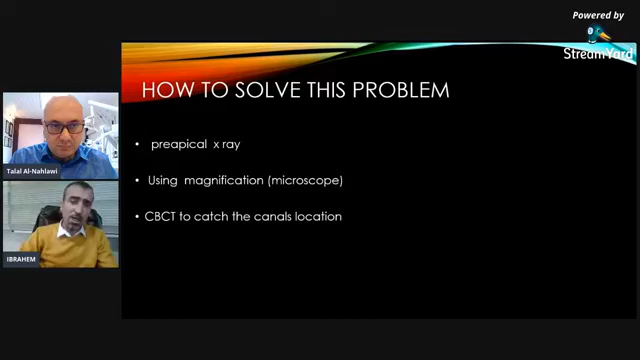 Powered by
StreamYard
HOW TO SOLVE THIS PROBLEM
• preapical x ray
• Using magnification (microscope)
• CBCT to catch the canals location
Talal Al-Nahlawi
IBRAHEM